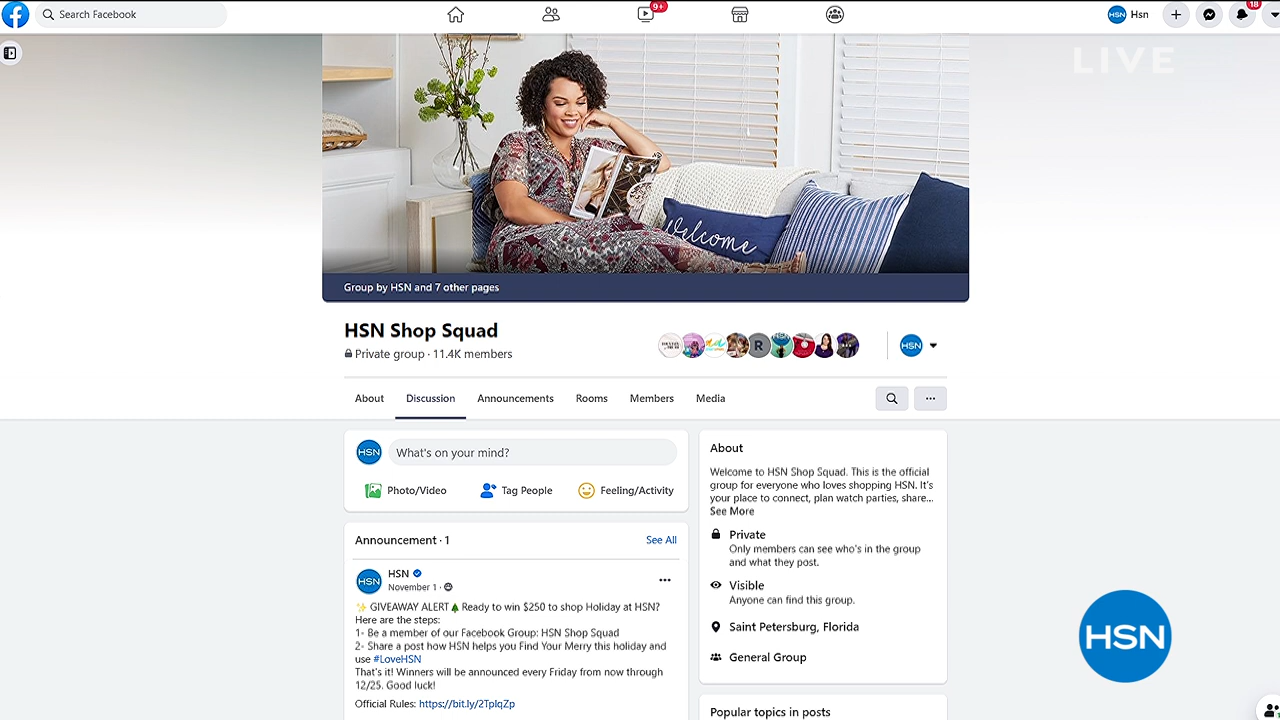 Search Facebook
9+
HSN
Hsn
18
LIVE
STY
Welcome
Group by HSN and 7 other pages
HSN Shop Squad
Private group · 11.4K members
R
HSN
HSN
About
Discussion
Announcements
Rooms
Members
Media
HSN
What's on your mind?
Photo/Video
Tag People
Feeling/Activity
Announcement · 1
See All
HSN
HSN
November 1 ·
✨ GIVEAWAY ALERT🎄Ready to win $250 to shop Holiday at HSN?
Here are the steps:
1- Be a member of our Facebook Group: HSN Shop Squad
2- Share a post how HSN helps you Find Your Merry this holiday and
use #LoveHSN
That's it! Winners will be announced every Friday from now through
12/25. Good luck!
Official Rules: https://bit.ly/2TplqZp
About
Welcome to HSN Shop Squad. This is the official
group for everyone who loves shopping HSN. It's
your place to connect, plan watch parties, share...
See More
Private
Only members can see who's in the group
and what they post.
Visible
Anyone can find this group.
Saint Petersburg, Florida
General Group
Popular topics in posts
HSN